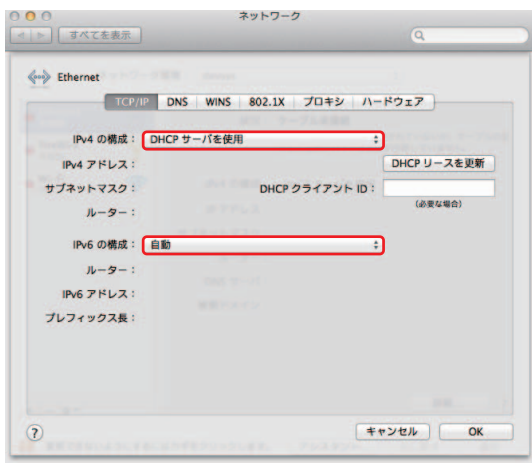 ネットワーク
すべてを表示
Ethernet
TCP/IP DNS WINS 802.1X プロキシ ハードウェア
IPv4 の構成： DHCP サーバを使用
IPv4 アドレス： DHCP リースを更新
サブネットマスク： DHCP クライアント ID：
ルーター： （必要な場合）
IPv6 の構成： 自動
ルーター：
IPv6 アドレス：
プレフィックス長：
? キャンセル OK